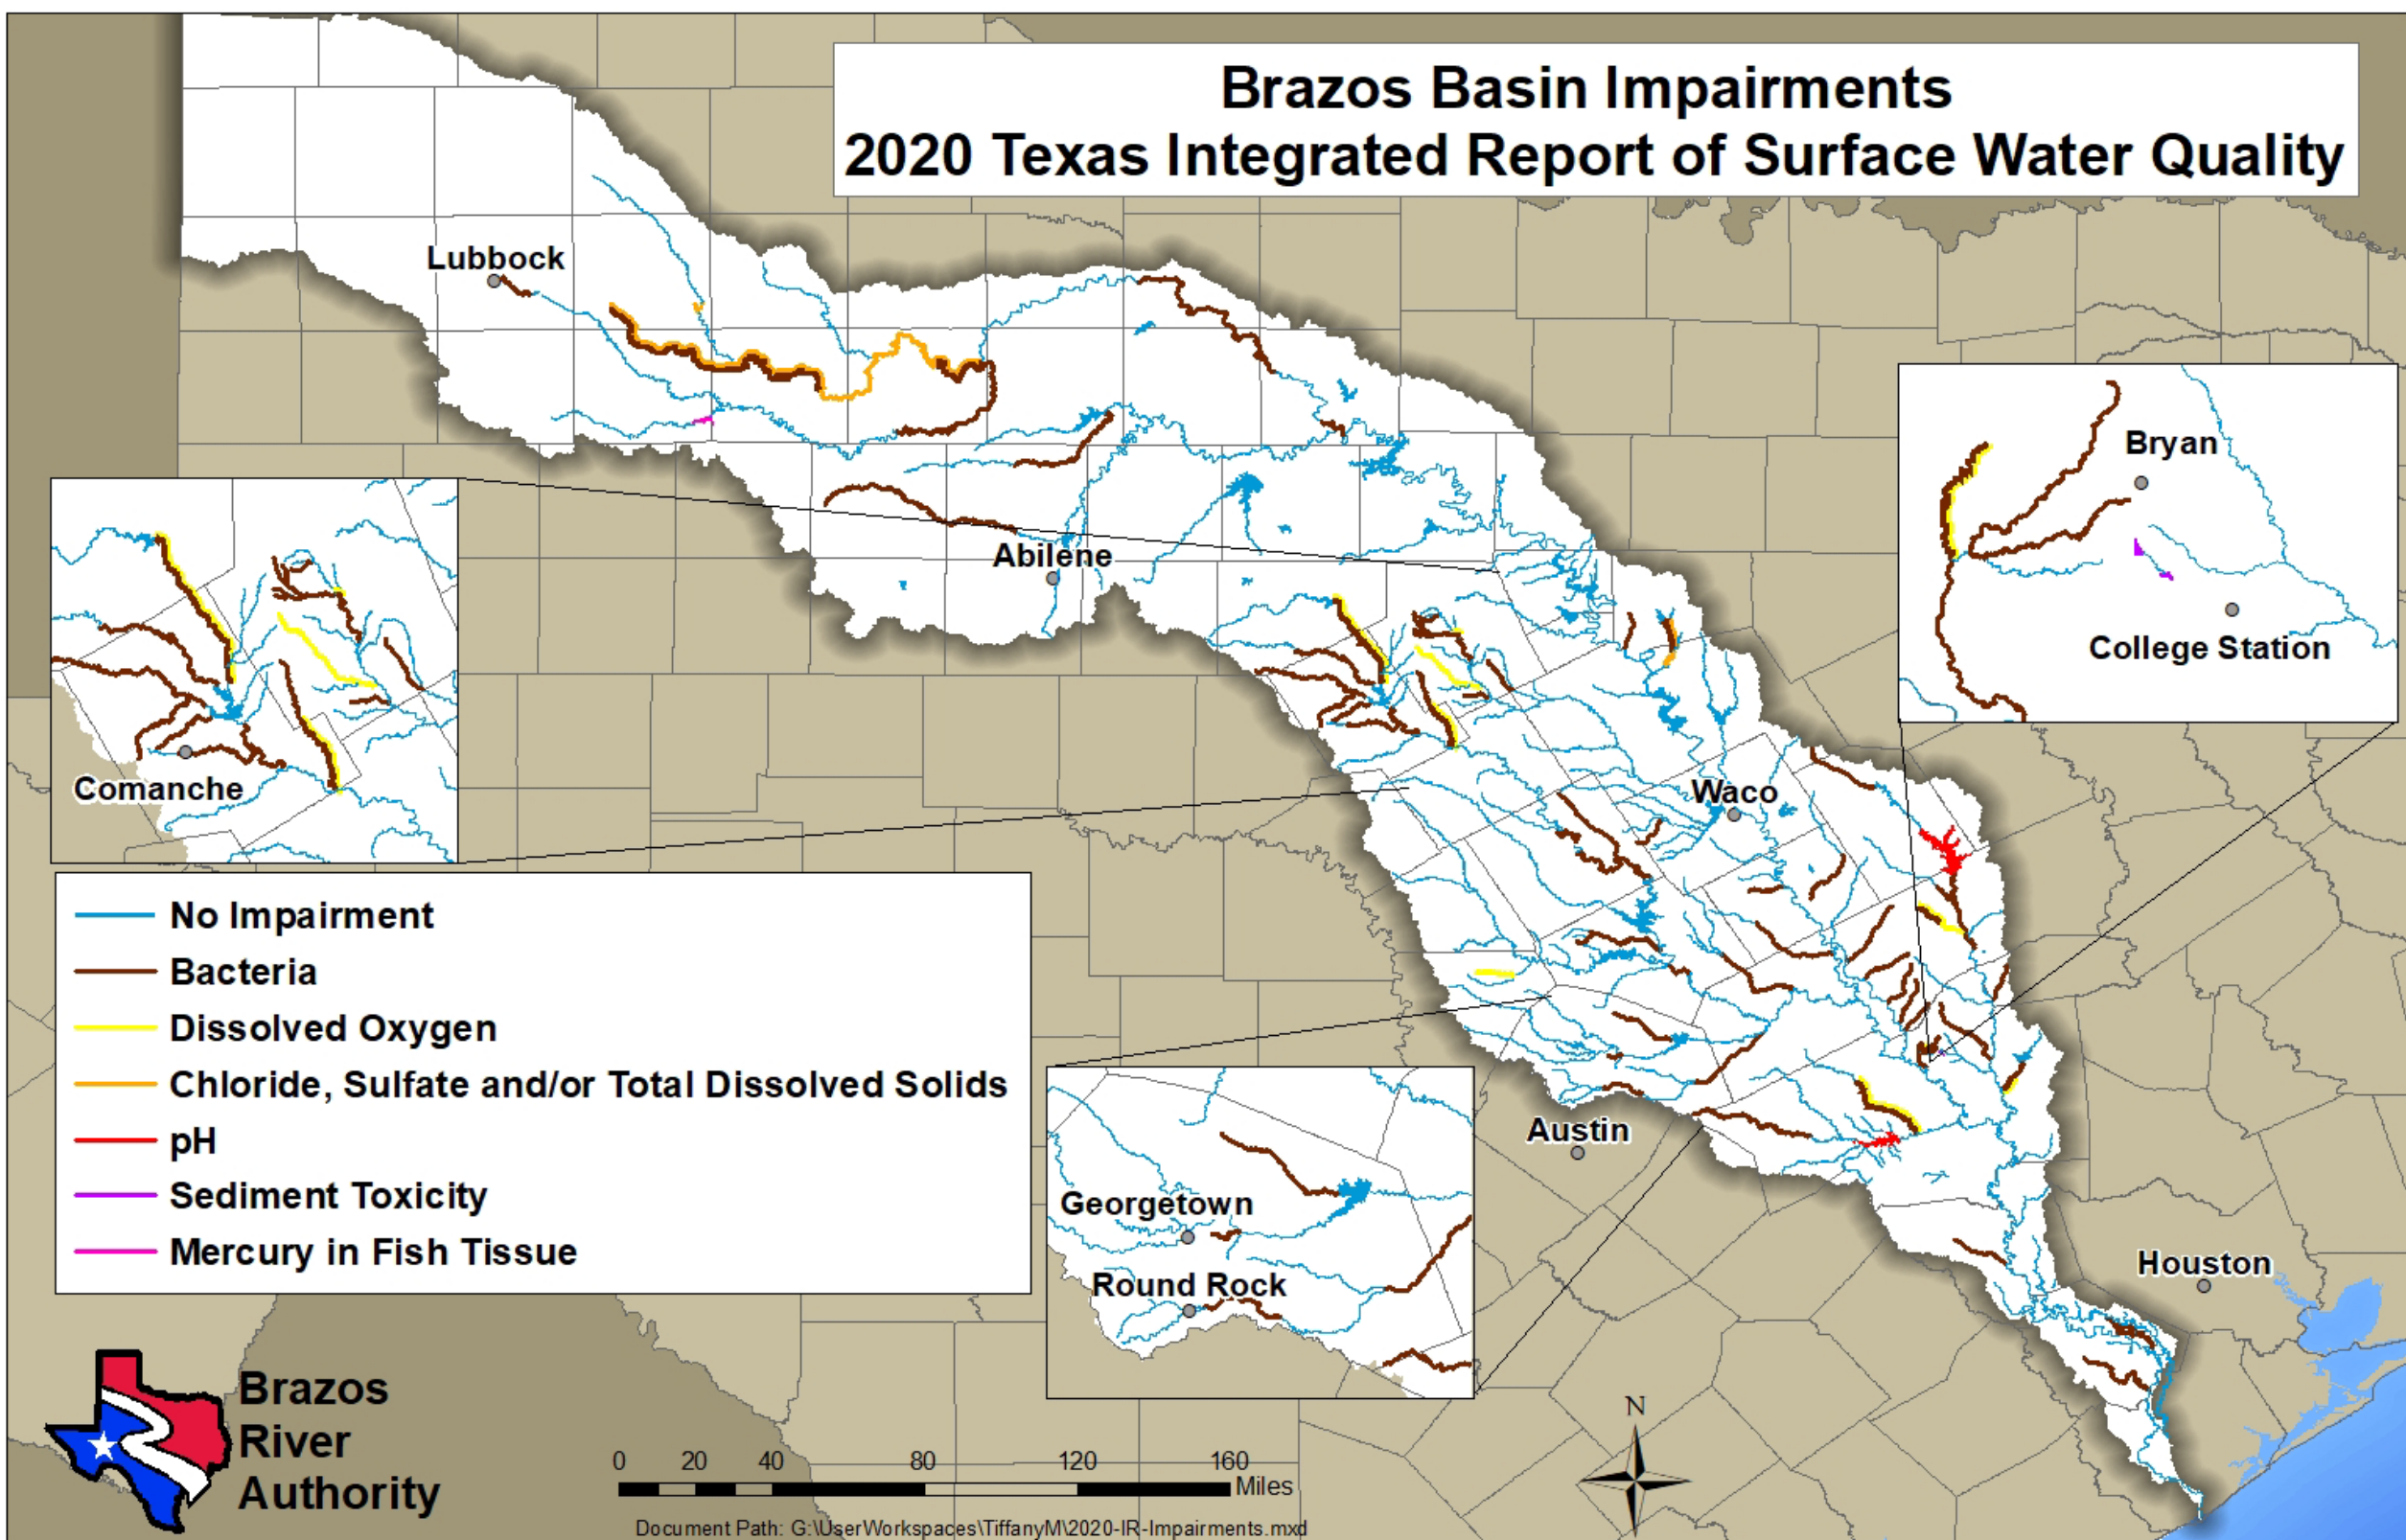 Brazos Basin Impairments
2020 Texas Integrated Report of Surface Water Quality
Lubbock
Abilene
Bryan
College Station
Comanche
Waco
No Impairment
Bacteria
Dissolved Oxygen
Chloride, Sulfate and/or Total Dissolved Solids
pH
Sediment Toxicity
Mercury in Fish Tissue
Georgetown
Round Rock
Austin
Houston
Brazos
River
Authority
N
0 20 40 80 120 160
Miles
Document Path: G:\UserWorkspaces\TiffanyM\2020-IR-Impairments.mxd